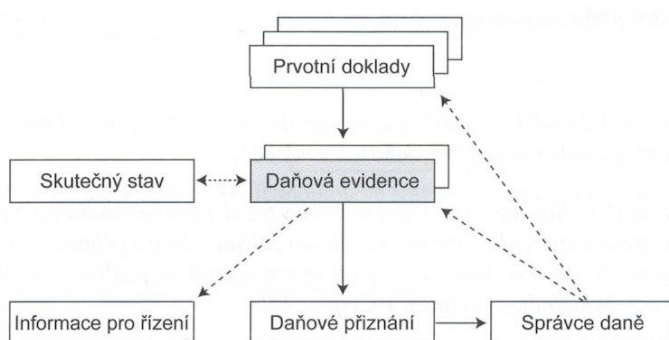 Prvotní doklady
Skutečný stav
Daňová evidence
Informace pro řízení
Daňové přiznání
Správce daně